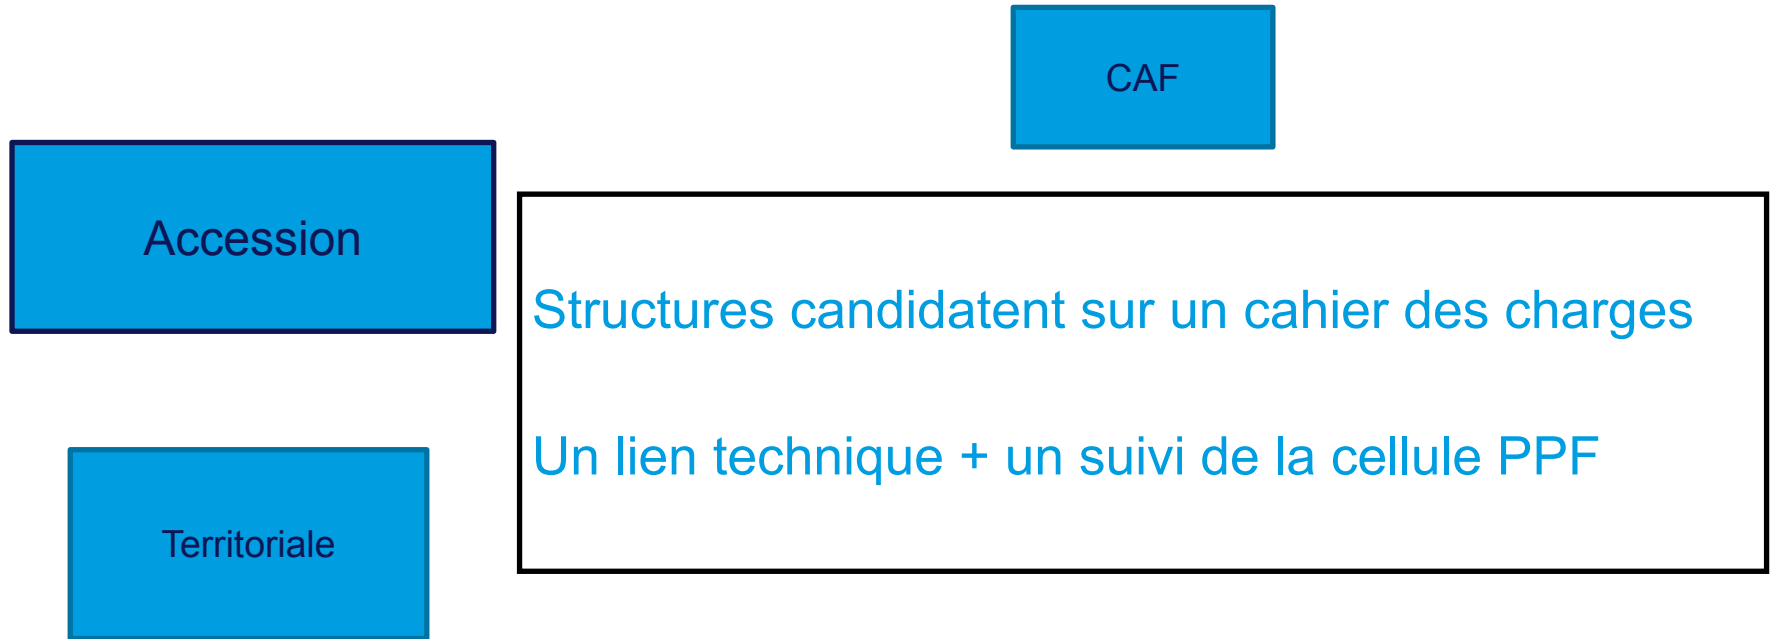 CAF
Accession
Structures candidatent sur un cahier des charges
Un lien technique + un suivi de la cellule PPF
Territoriale